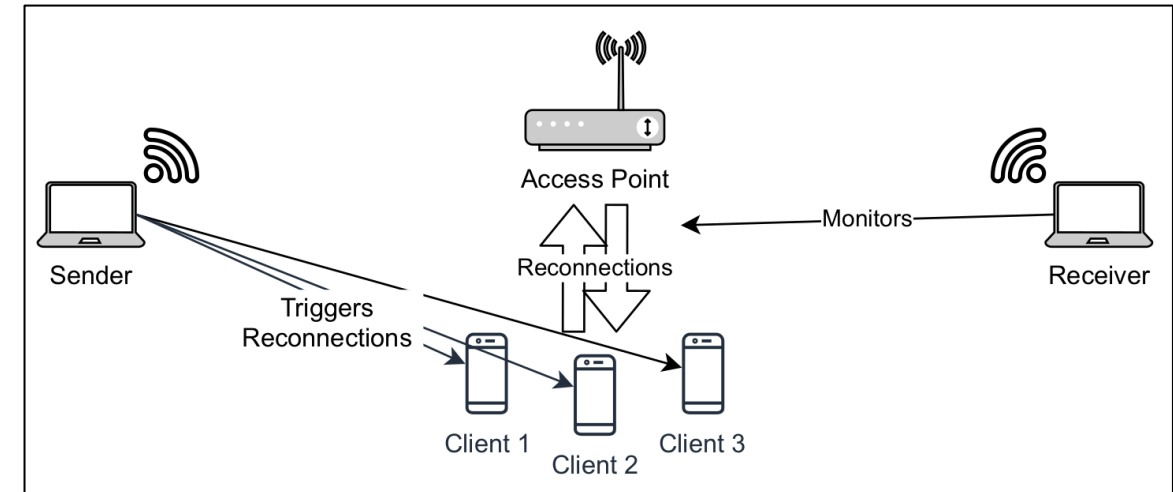 Access Point
Monitors
Sender
Reconnections
Receiver
Triggers
Reconnections
Client 1
Client 2
Client 3